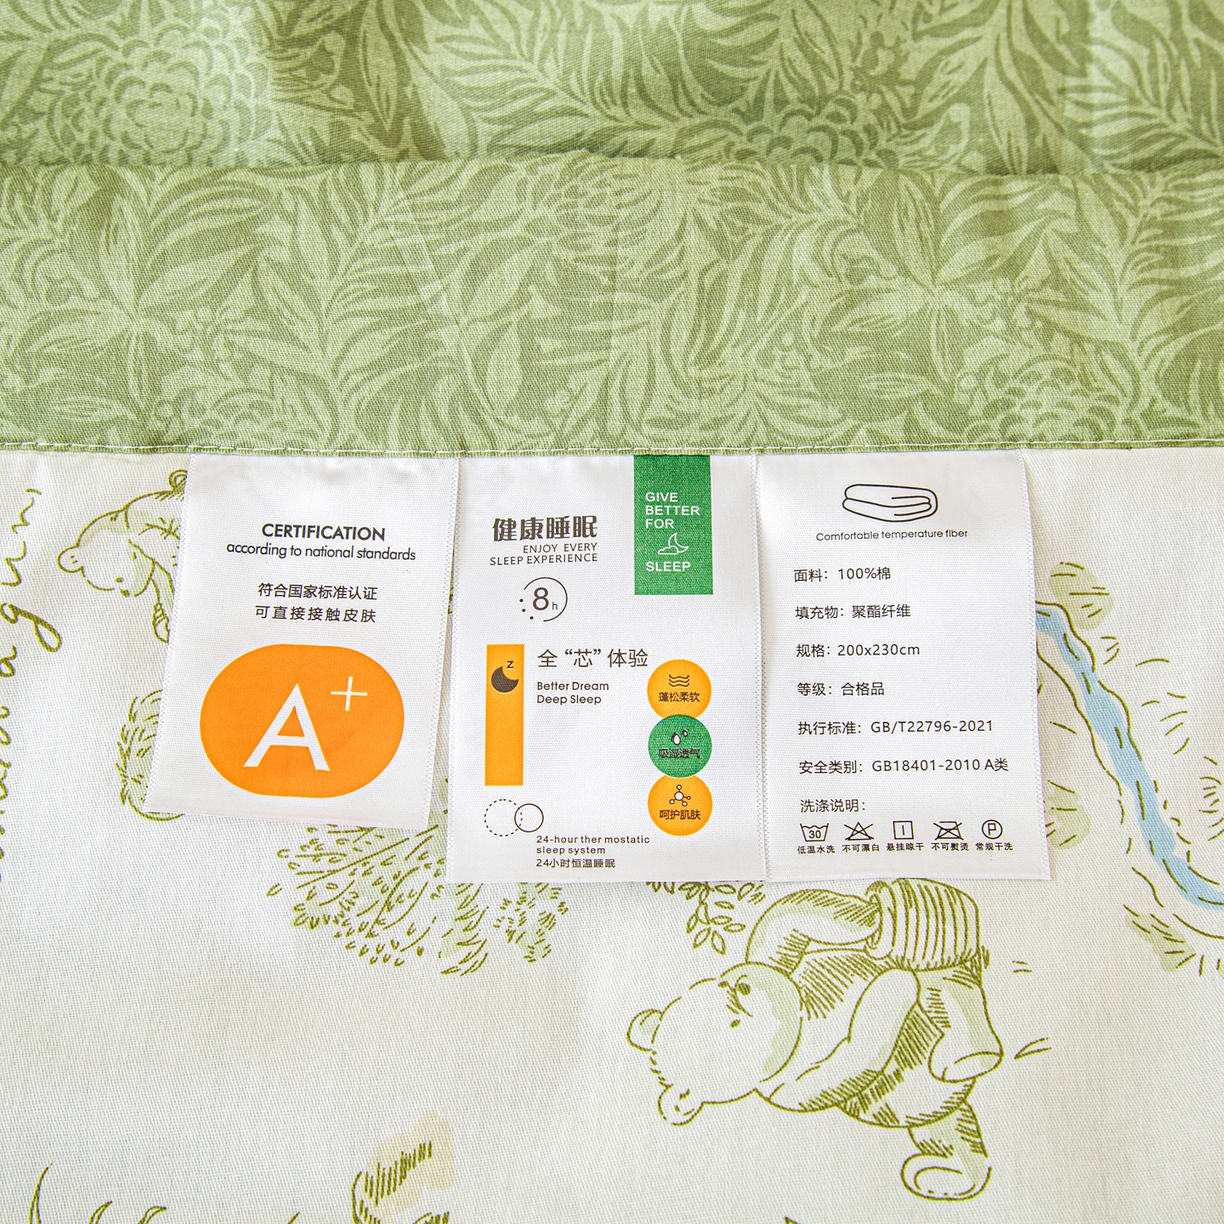 CERTIFICATION
according to national standards
符合国家标准认证
可直接接触皮肤
A+
健康睡眠
ENJOY EVERY
SLEEP EXPERIENCE
8h
GIVE
BETTER
FOR
SLEEP
z
全“芯”体验
Better Dream
Deep Sleep
蓬松柔软
吸湿透气
呵护肌肤
24-hour ther mostatic
sleep system
24小时恒温睡眠
Comfortable temperature fiber
面料：100%棉
填充物：聚酯纤维
规格：200x230cm
等级：合格品
执行标准：GB/T22796-2021
安全类别：GB18401-2010 A类
洗涤说明：
30
P
低温水洗 不可漂白 悬挂晾干 不可熨烫 常规干洗